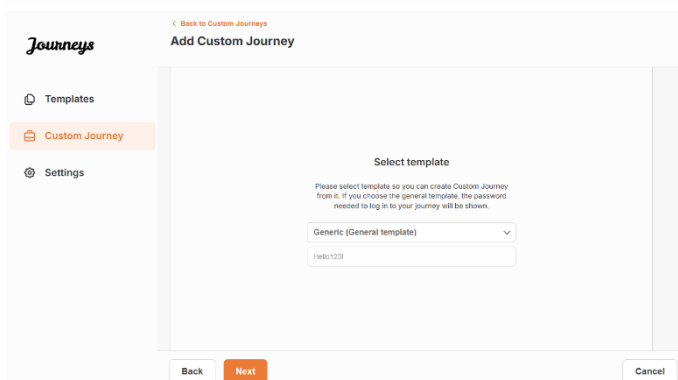 Journeys
Templates
Custom Journey
Settings
Back to Custom Journeys
Add Custom Journey
Select template
Please select template so you can create Custom Journey
from it. If you choose the general template, the password
needed to log in to your journey will be shown.
Generic (General template)
Hello123!
Back
Next
Cancel